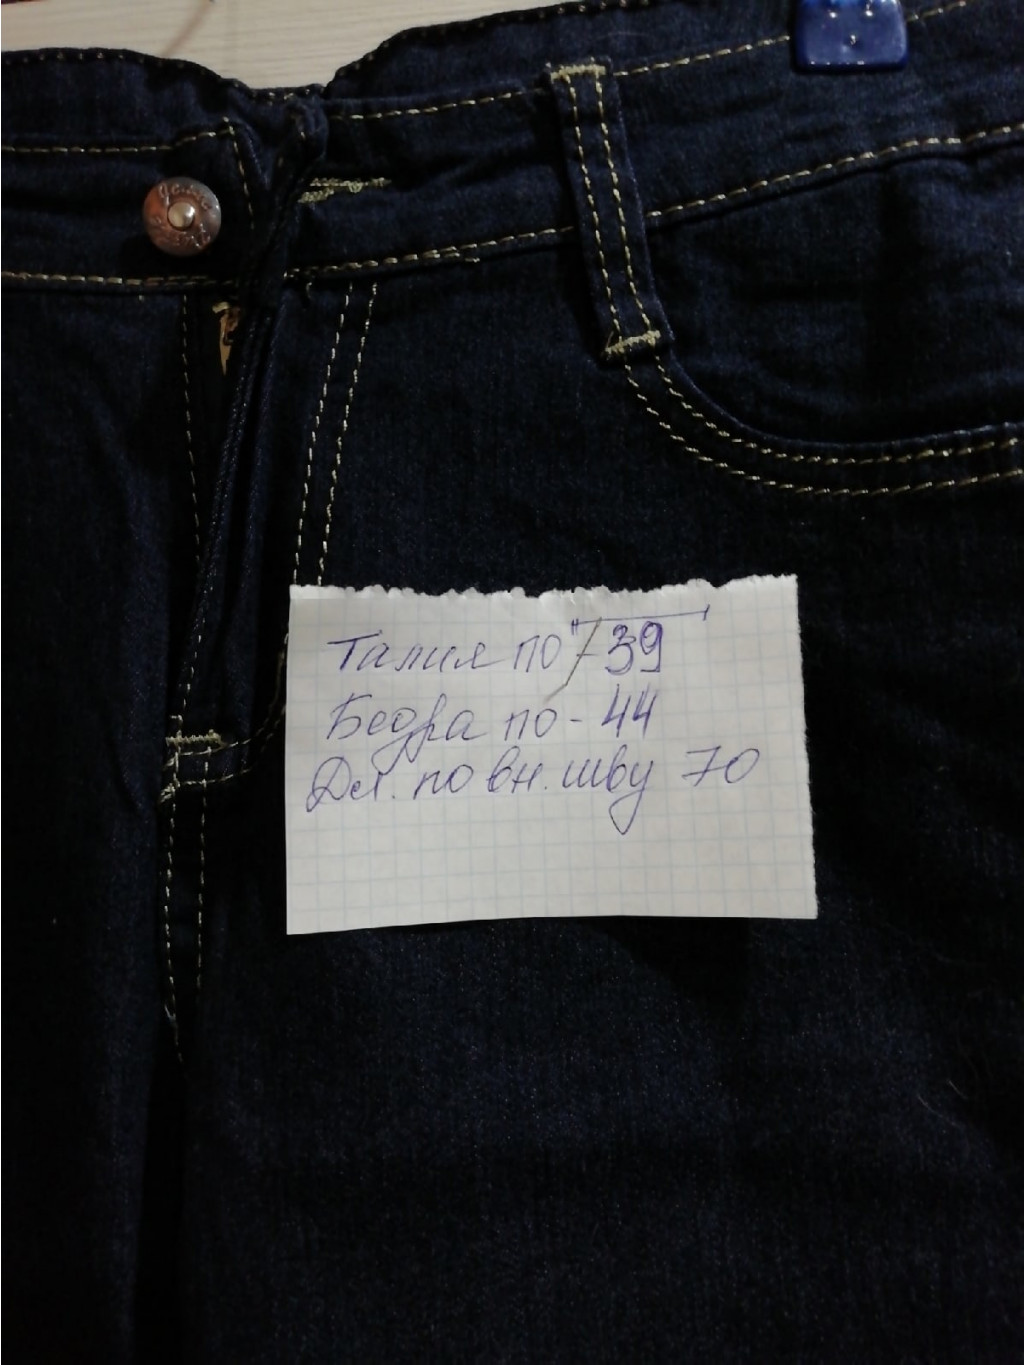 Талия по 39
Бедра по - 44
Дл. по вн. шву 70